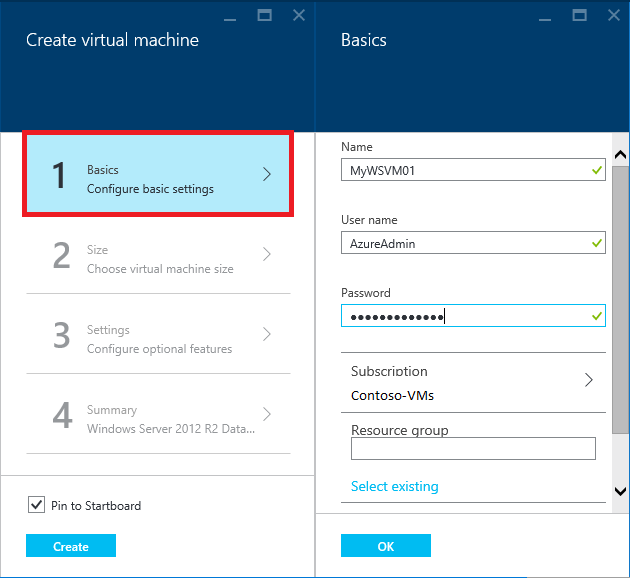 Create virtual machine
1
Basics
Configure basic settings
2
Size
Choose virtual machine size
3
Settings
Configure optional features
4
Summary
Windows Server 2012 R2 Data...
Pin to Startboard
Create
Basics
Name
MyWSVM01
User name
AzureAdmin
Password
••••••••••••••
Subscription
Contoso-VMs
Resource group
Select existing
OK